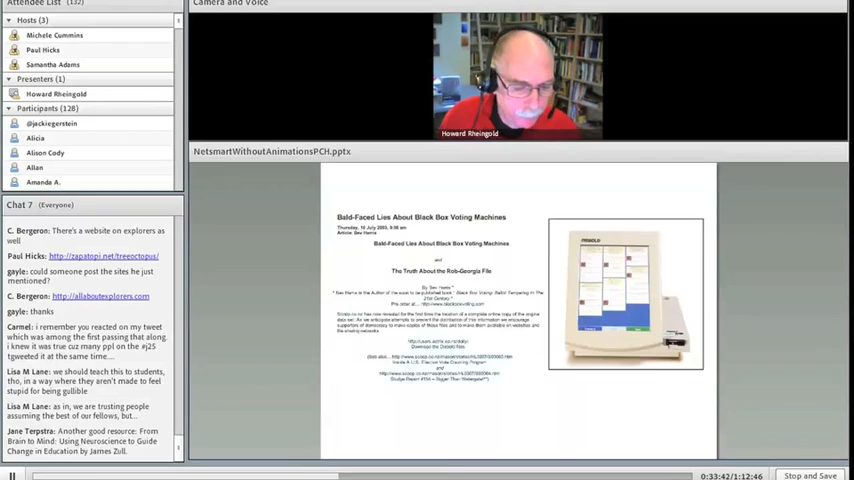 Attendee List (132)
Hosts (3)
Michele Cummins
Paul Hicks
Samantha Adams
Presenters (1)
Howard Rheingold
Participants (128)
@jackiegerstein
Alicia
Alison Cody
Allan
Amanda A.
Chat 7 (Everyone)
C. Bergeron: There's a website on explorers as
well
Paul Hicks: http://zapatopi.net/treeoctopus/
gayle: could someone post the sites he just
mentioned?
C. Bergeron: http://allaboutexplorers.com
gayle: thanks
Carmel: i remember you reacted on my tweet
which was among the first passing that along.
i knew it was true cuz many ppl on the #j25
tgweeted it at the same time....
Lisa M Lane: we should teach this to students,
tho, in a way where they aren't made to feel
stupid for being gullible
Lisa M Lane: as in, we are trusting people
assuming the best of our fellows, but...
Jane Terpstra: Another good resource: From
Brain to Mind: Using Neuroscience to Guide
Change in Education by James Zull.
Camera and Voice
Howard Rheingold
NetsmartWithoutAnimationsPCH.pptx
Bald-Faced Lies About Black Box Voting Machines
Article: Bev Harris
Bald-Faced Lies About Black Box Voting Machines
and
The Truth About the Rob-Georgia File
By Bev Harris
DIEBOLD
0:33:42/1:12:46
Stop and Save